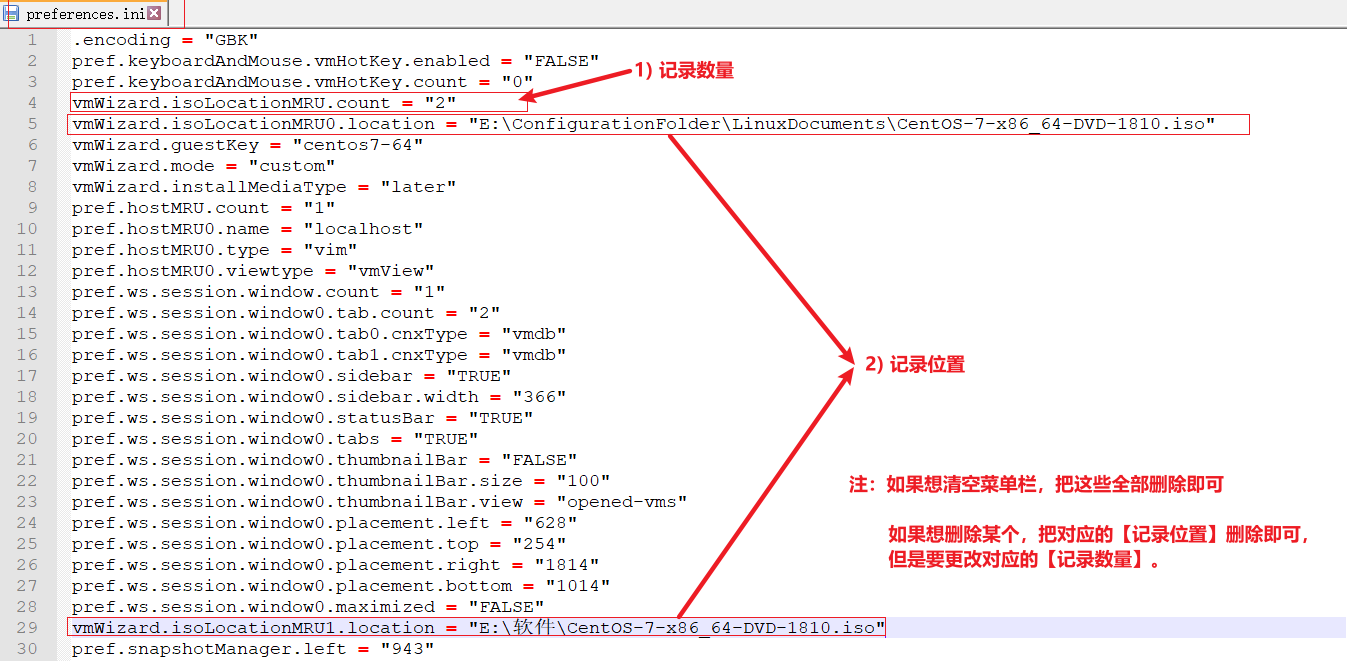 preferences.ini
1 .encoding = "GBK"
2 pref.keyboardAndMouse.vmHotKey.enabled = "FALSE"
3 pref.keyboardAndMouse.vmHotKey.count = "0"
1) 记录数量
4 vmWizard.isoLocationMRU.count = "2"
5 vmWizard.isoLocationMRU0.location = "E:\ConfigurationFolder\LinuxDocuments\CentOS-7-x86_64-DVD-1810.iso"
6 vmWizard.guestKey = "centos7-64"
7 vmWizard.mode = "custom"
8 vmWizard.installMediaType = "later"
9 pref.hostMRU.count = "1"
10 pref.hostMRU0.name = "localhost"
11 pref.hostMRU0.type = "vim"
12 pref.hostMRU0.viewtype = "vmView"
13 pref.ws.session.window.count = "1"
14 pref.ws.session.window0.tab.count = "2"
15 pref.ws.session.window0.tab0.cnxType = "vmdb"
16 pref.ws.session.window0.tab1.cnxType = "vmdb"
2) 记录位置
17 pref.ws.session.window0.sidebar = "TRUE"
18 pref.ws.session.window0.sidebar.width = "366"
19 pref.ws.session.window0.statusBar = "TRUE"
20 pref.ws.session.window0.tabs = "TRUE"
21 pref.ws.session.window0.thumbnailBar = "FALSE"
22 pref.ws.session.window0.thumbnailBar.size = "100"
23 pref.ws.session.window0.thumbnailBar.view = "opened-vms"
24 pref.ws.session.window0.placement.left = "628"
25 pref.ws.session.window0.placement.top = "254"
26 pref.ws.session.window0.placement.right = "1814"
27 pref.ws.session.window0.placement.bottom = "1014"
28 pref.ws.session.window0.maximized = "FALSE"
29 vmWizard.isoLocationMRU1.location = "E:\软件\CentOS-7-x86_64-DVD-1810.iso"
30 pref.snapshotManager.left = "943"
注：如果想清空菜单栏，把这些全部删除即可
如果想删除某个，把对应的【记录位置】删除即可，
但是要更改对应的【记录数量】。